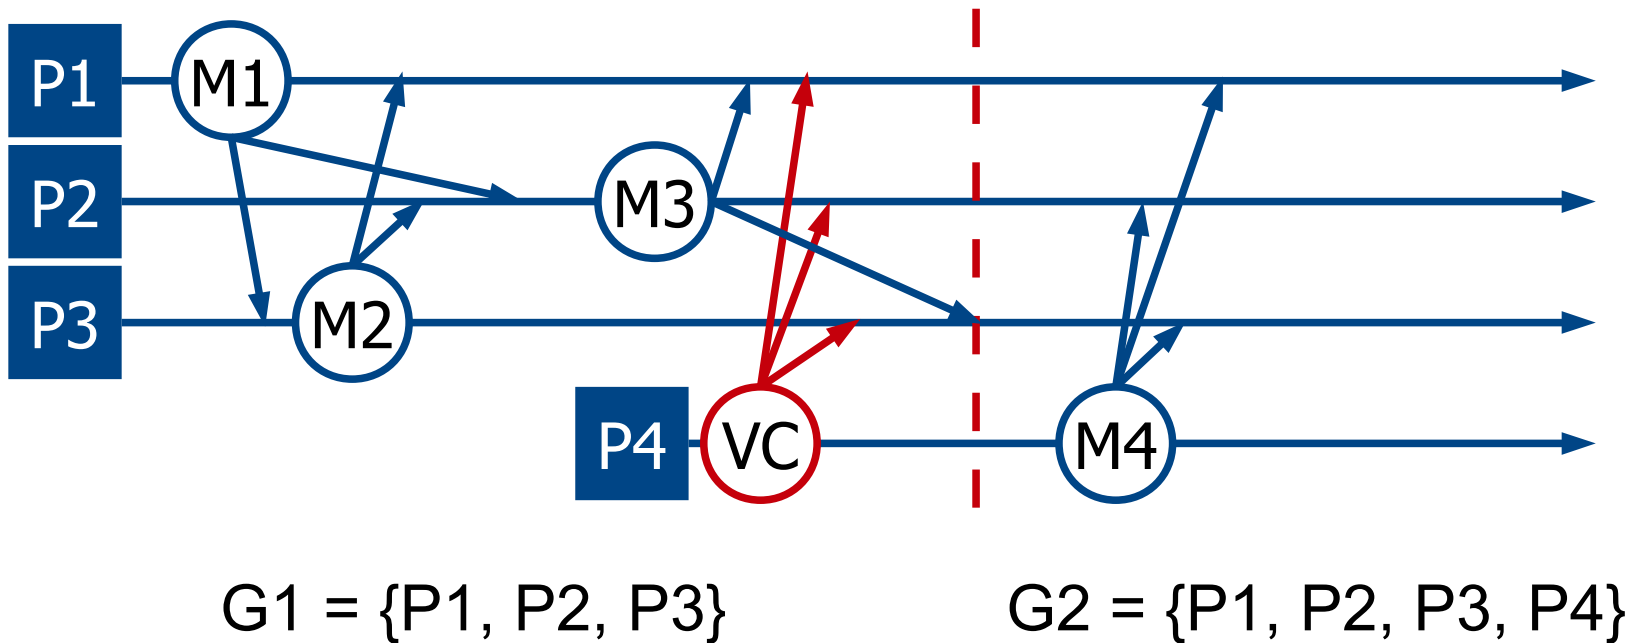 P1 M1
P2 M3
P3 M2
P4 VC M4
G1 = {P1, P2, P3} G2 = {P1, P2, P3, P4}